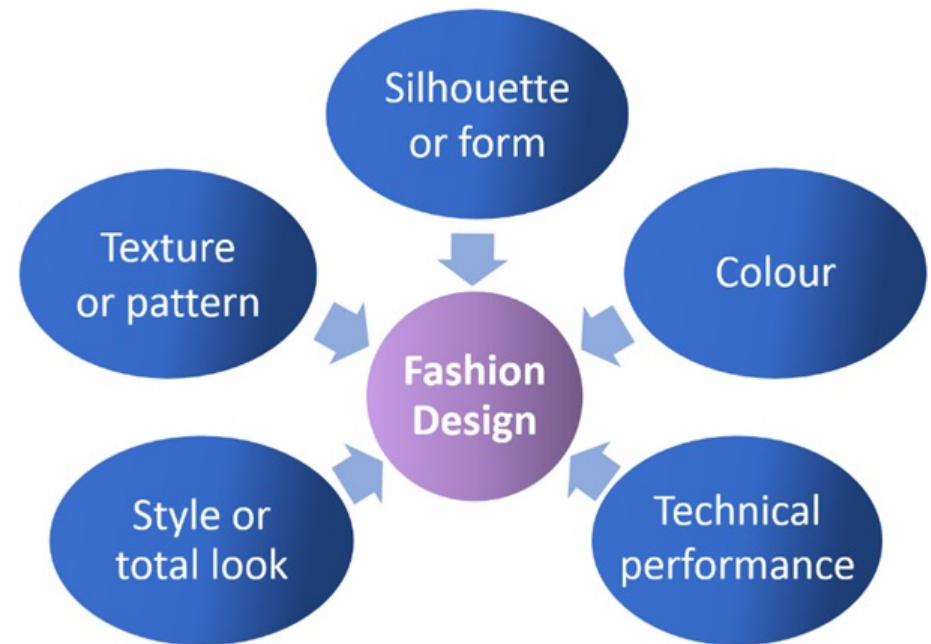 Silhouette
or form
Texture
or pattern
Colour
Fashion
Design
Style or
total look
Technical
performance